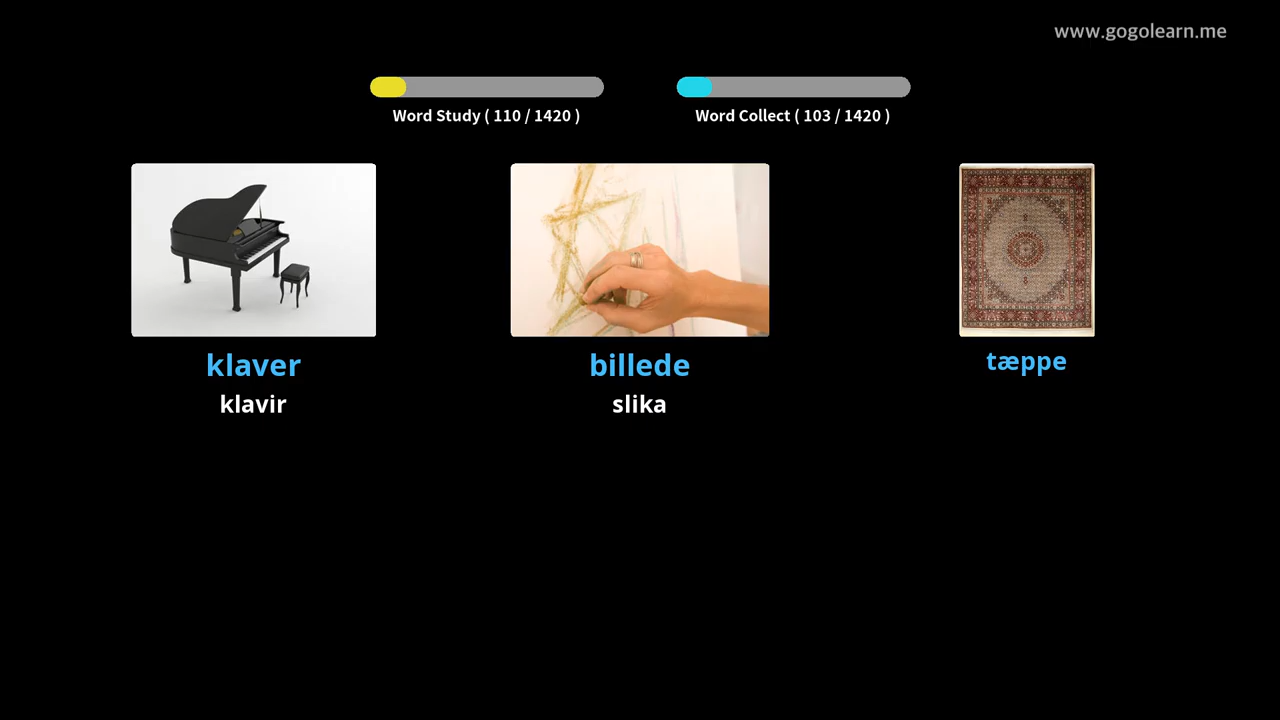 www.gogolearn.me
Word Study ( 110 / 1420 )
Word Collect ( 103 / 1420 )
klaver
klavir
billede
slika
tæppe